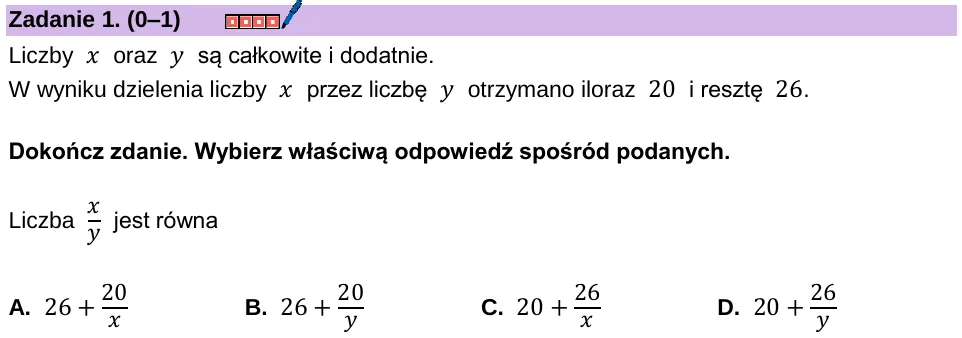 Zadanie 1. (0–1)
Liczby x oraz y są całkowite i dodatnie.
W wyniku dzielenia liczby x przez liczbę y otrzymano iloraz 20 i resztę 26.
Dokończ zdanie. Wybierz właściwą odpowiedź spośród podanych.
Liczba x/y jest równa
A. 26 + 20/x B. 26 + 20/y C. 20 + 26/x D. 20 + 26/y